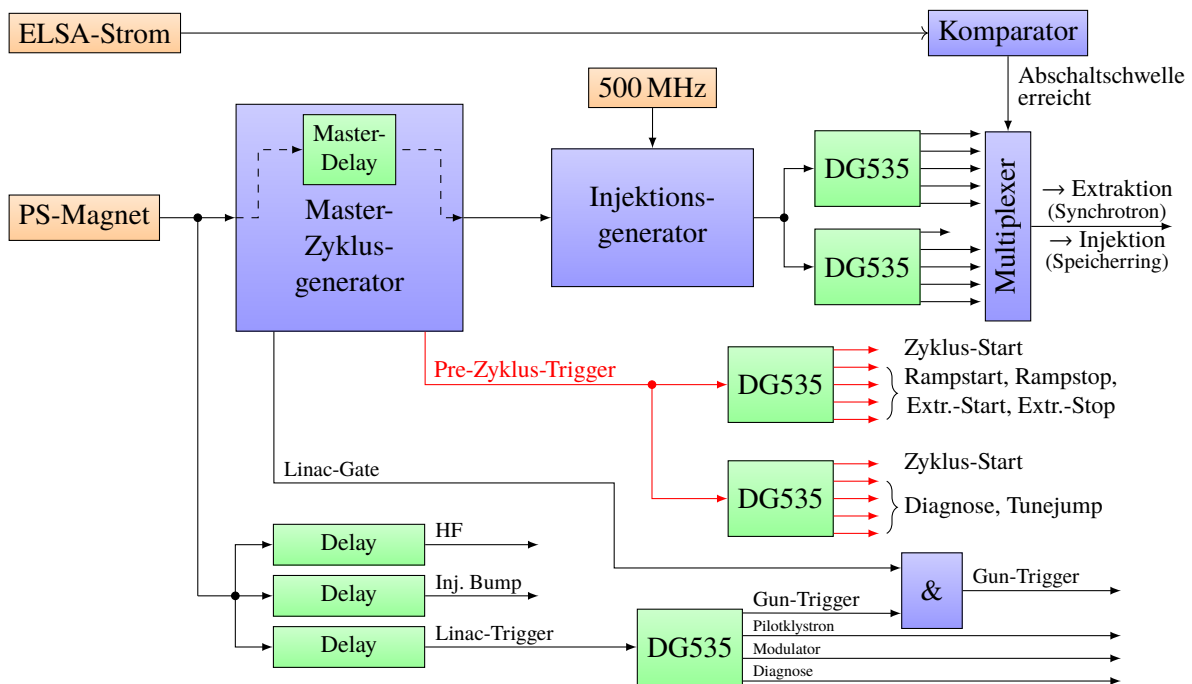 ELSA-Strom
Komparator
Abschaltschwelle
erreicht
500 MHz
Master-
Delay
Master-
Zyklus-
generator
PS-Magnet
Injektions-
generator
DG535
DG535
Multiplexer
→ Extraktion
(Synchrotron)
→ Injektion
(Speicherring)
Pre-Zyklus-Trigger
DG535
Zyklus-Start
Rampstart, Rampstop,
Extr.-Start, Extr.-Stop
Linac-Gate
DG535
Zyklus-Start
Diagnose, Tunejump
Delay
HF
Delay
Inj. Bump
Delay
Linac-Trigger
DG535
Gun-Trigger
Pilotklystron
Modulator
Diagnose
&
Gun-Trigger